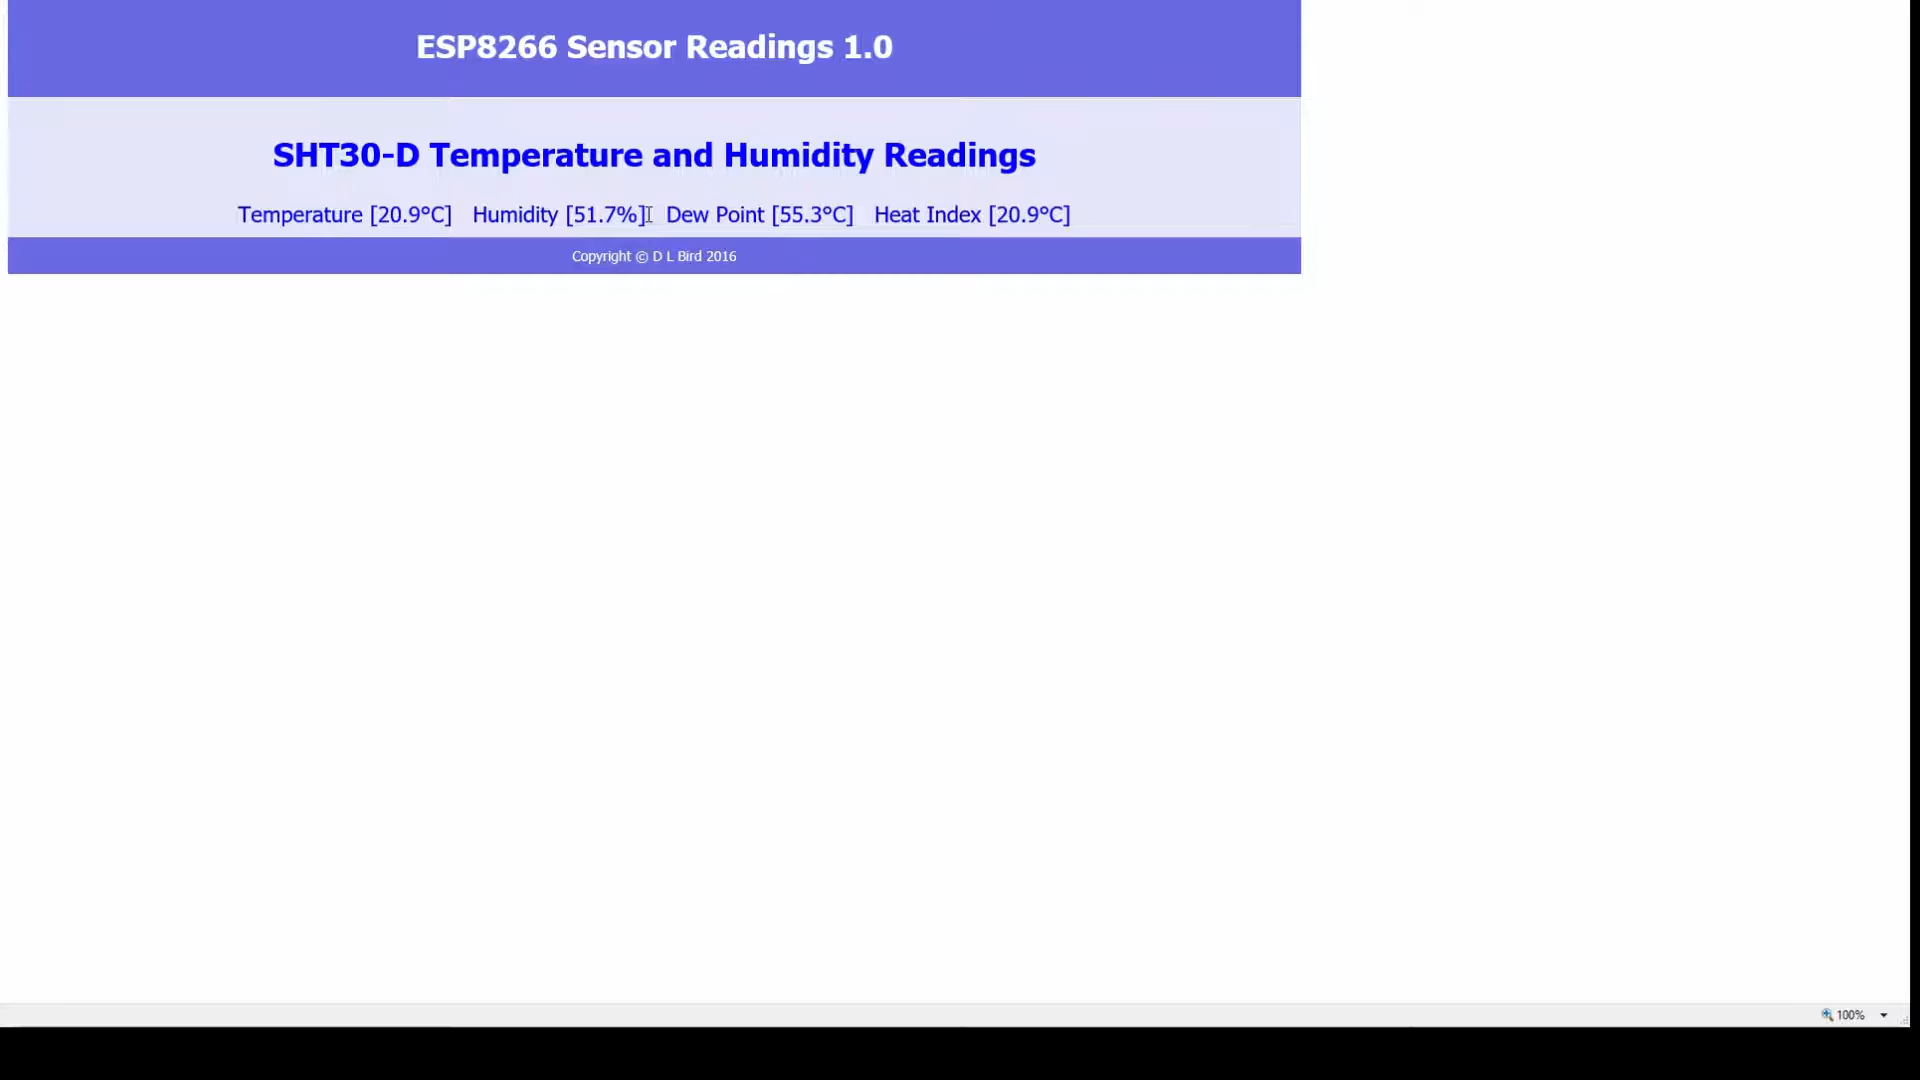 ESP8266 Sensor Readings 1.0
SHT30-D Temperature and Humidity Readings
Temperature [20.9°C] Humidity [51.7%] Dew Point [55.3°C] Heat Index [20.9°C]
Copyright © D L Bird 2016
100%